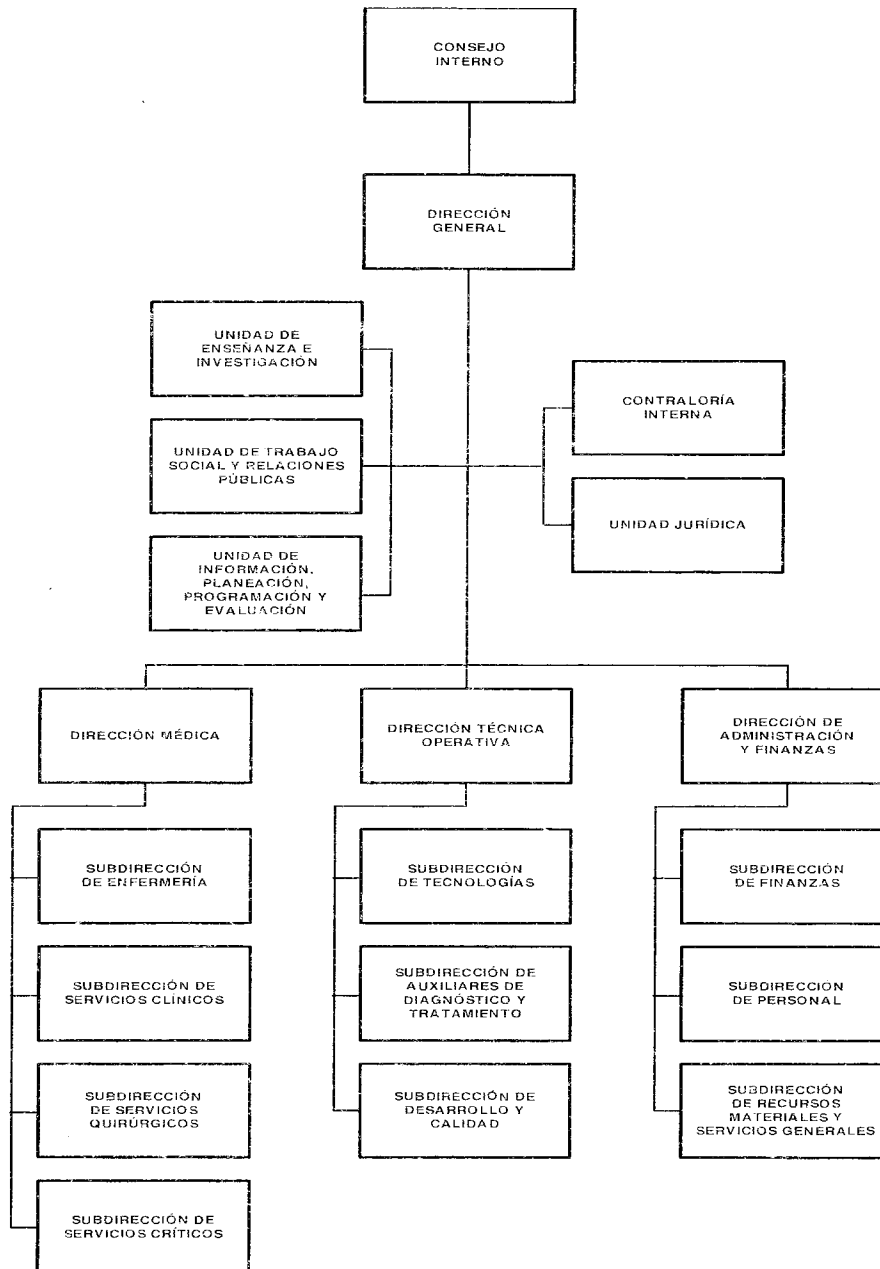 CONSEJO
INTERNO
DIRECCIÓN
GENERAL
UNIDAD DE
ENSEÑANZA E
INVESTIGACIÓN
CONTRALORÍA
INTERNA
UNIDAD DE TRABAJO
SOCIAL Y RELACIONES
PÚBLICAS
UNIDAD JURÍDICA
UNIDAD DE
INFORMACIÓN,
PLANEACIÓN,
PROGRAMACIÓN Y
EVALUACIÓN
DIRECCIÓN MÉDICA
DIRECCIÓN TÉCNICA
OPERATIVA
DIRECCIÓN DE
ADMINISTRACIÓN
Y FINANZAS
SUBDIRECCIÓN
DE ENFERMERÍA
SUBDIRECCIÓN
DE TECNOLOGÍAS
SUBDIRECCIÓN
DE FINANZAS
SUBDIRECCIÓN DE
SERVICIOS CLÍNICOS
SUBDIRECCIÓN DE
AUXILIARES DE
DIAGNÓSTICO Y
TRATAMIENTO
SUBDIRECCIÓN
DE PERSONAL
SUBDIRECCIÓN
DE SERVICIOS
QUIRÚRGICOS
SUBDIRECCIÓN DE
DESARROLLO Y
CALIDAD
SUBDIRECCIÓN
DE RECURSOS
MATERIALES Y
SERVICIOS GENERALES
SUBDIRECCIÓN DE
SERVICIOS CRÍTICOS